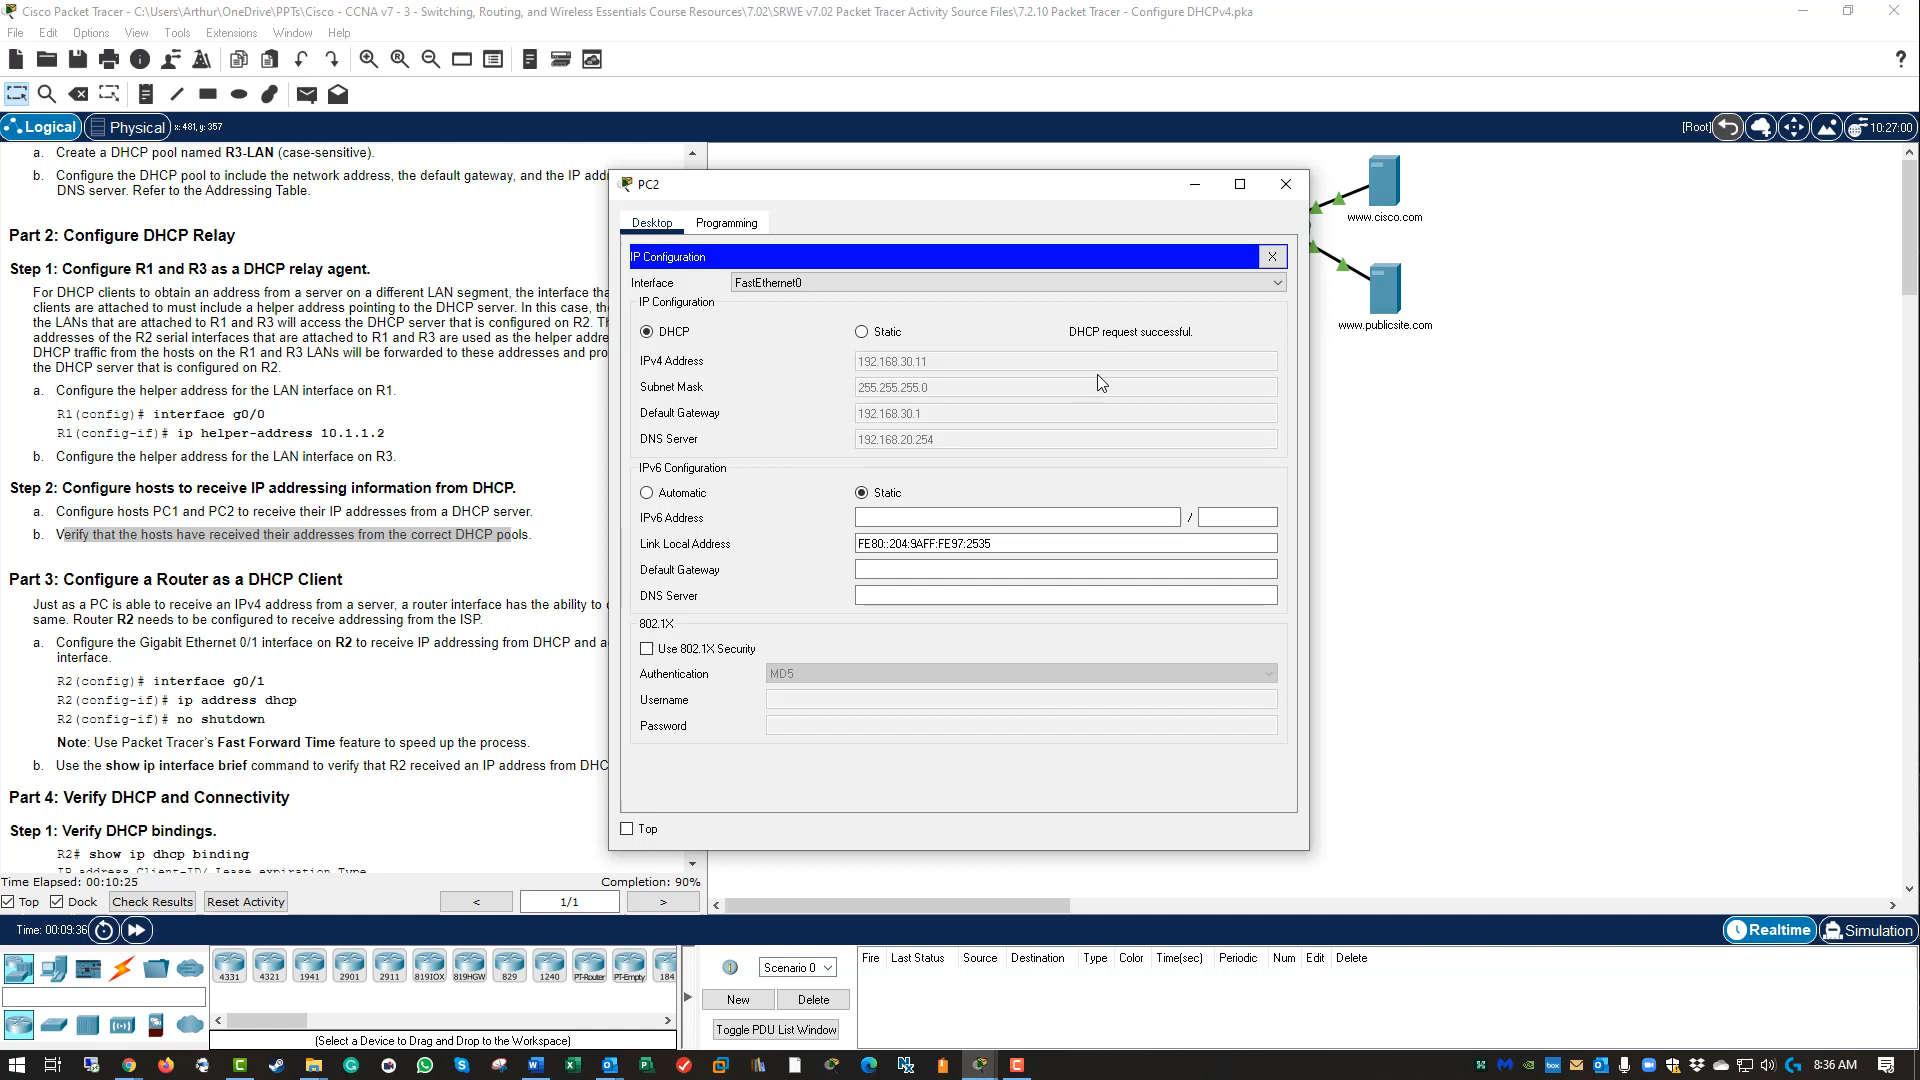 Cisco Packet Tracer - C:\Users\Arthur\OneDrive\PPTs\Cisco - CCNA v7 - 3 - Switching, Routing, and Wireless Essentials Course Resources\7.02\SRWE v7.02 Packet Tracer Activity Source Files\7.2.10 Packet Tracer - Configure DHCPv4.pka
File Edit Options View Tools Extensions Window Help
Logical Physical x: 481, y: 357 [Root] 10:27:00
a. Create a DHCP pool named R3-LAN (case-sensitive).
b. Configure the DHCP pool to include the network address, the default gateway, and the IP addr
DNS server. Refer to the Addressing Table.
Part 2: Configure DHCP Relay
Step 1: Configure R1 and R3 as a DHCP relay agent.
For DHCP clients to obtain an address from a server on a different LAN segment, the interface tha
clients are attached to must include a helper address pointing to the DHCP server. In this case, th
the LANs that are attached to R1 and R3 will access the DHCP server that is configured on R2. Th
addresses of the R2 serial interfaces that are attached to R1 and R3 are used as the helper addre
DHCP traffic from the hosts on the R1 and R3 LANs will be forwarded to these addresses and pro
the DHCP server that is configured on R2.
a. Configure the helper address for the LAN interface on R1.
R1(config)# interface g0/0
R1(config-if)# ip helper-address 10.1.1.2
b. Configure the helper address for the LAN interface on R3.
Step 2: Configure hosts to receive IP addressing information from DHCP.
a. Configure hosts PC1 and PC2 to receive their IP addresses from a DHCP server.
b. Verify that the hosts have received their addresses from the correct DHCP pools.
Part 3: Configure a Router as a DHCP Client
Just as a PC is able to receive an IPv4 address from a server, a router interface has the ability to
same. Router R2 needs to be configured to receive addressing from the ISP.
a. Configure the Gigabit Ethernet 0/1 interface on R2 to receive IP addressing from DHCP and a
interface.
R2(config)# interface g0/1
R2(config-if)# ip address dhcp
R2(config-if)# no shutdown
Note: Use Packet Tracer's Fast Forward Time feature to speed up the process.
b. Use the show ip interface brief command to verify that R2 received an IP address from DHC
Part 4: Verify DHCP and Connectivity
Step 1: Verify DHCP bindings.
R2# show ip dhcp binding
IP address Client-ID/ Lease expiration Type
Time Elapsed: 00:10:25 Completion: 90%
Top Dock Check Results Reset Activity < 1/1 >
PC2
Desktop Programming
IP Configuration X
Interface FastEthernet0
IP Configuration
DHCP Static DHCP request successful.
IPv4 Address 192.168.30.11
Subnet Mask 255.255.255.0
Default Gateway 192.168.30.1
DNS Server 192.168.20.254
IPv6 Configuration
Automatic Static
IPv6 Address /
Link Local Address FE80::204:9AFF:FE97:2535
Default Gateway
DNS Server
802.1X
Use 802.1X Security
Authentication MD5
Username
Password
Top
www.cisco.com
www.publicsite.com
Time: 00:09:36 Realtime Simulation
4331 4321 1941 2901 2911 819IOX 819HGW 829 1240 PT-Router PT-Empty 184
(Select a Device to Drag and Drop to the Workspace)
Scenario 0
New Delete
Toggle PDU List Window
Fire Last Status Source Destination Type Color Time(sec) Periodic Num Edit Delete
8:36 AM